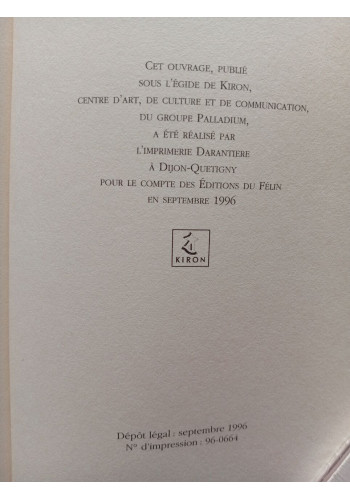 CET OUVRAGE, PUBLIÉ
SOUS L'ÉGIDE DE KIRON,
CENTRE D'ART, DE CULTURE ET DE COMMUNICATION,
DU GROUPE PALLADIUM,
A ÉTÉ RÉALISÉ PAR
L'IMPRIMERIE DARANTIERE
À DIJON-QUETIGNY
POUR LE COMPTE DES ÉDITIONS DU FÉLIN
EN SEPTEMBRE 1996
KIRON
Dépôt légal : septembre 1996
N° d'impression : 96-0664